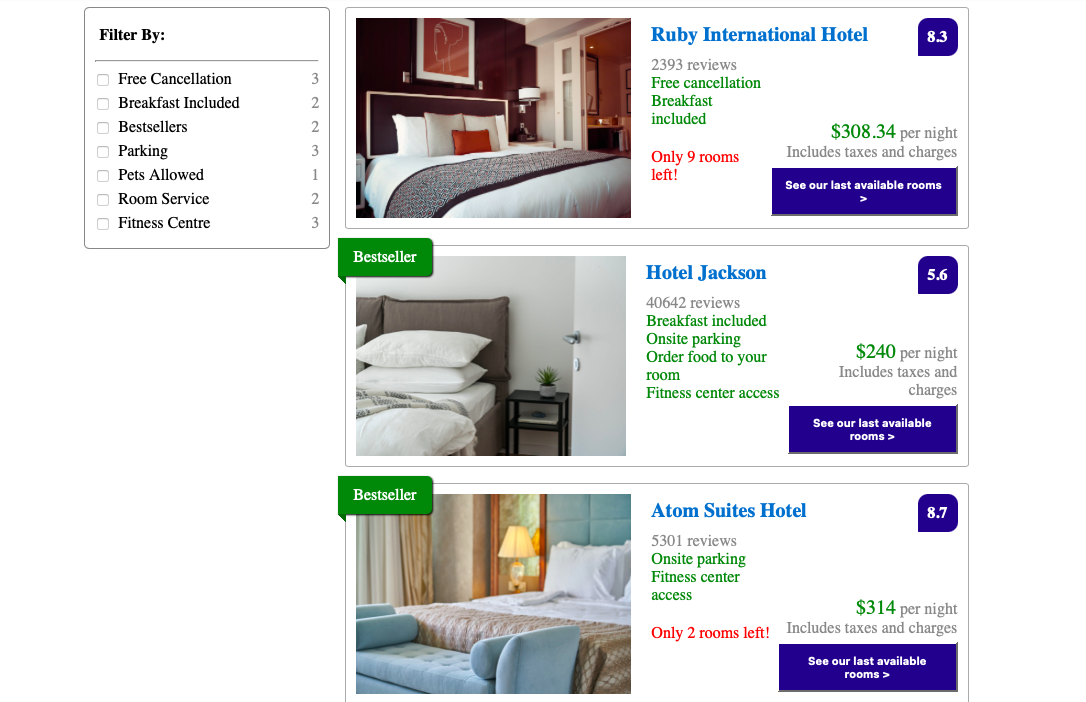 Filter By:
Free Cancellation 3
Breakfast Included 2
Bestsellers 2
Parking 3
Pets Allowed 1
Room Service 2
Fitness Centre 3
Ruby International Hotel
8.3
2393 reviews
Free cancellation
Breakfast
included
Only 9 rooms
left!
$308.34 per night
Includes taxes and charges
See our last available rooms
>
Bestseller
Hotel Jackson
5.6
40642 reviews
Breakfast included
Onsite parking
Order food to your
room
Fitness center access
$240 per night
Includes taxes and
charges
See our last available
rooms >
Bestseller
Atom Suites Hotel
8.7
5301 reviews
Onsite parking
Fitness center
access
Only 2 rooms left!
$314 per night
Includes taxes and charges
See our last available
rooms >